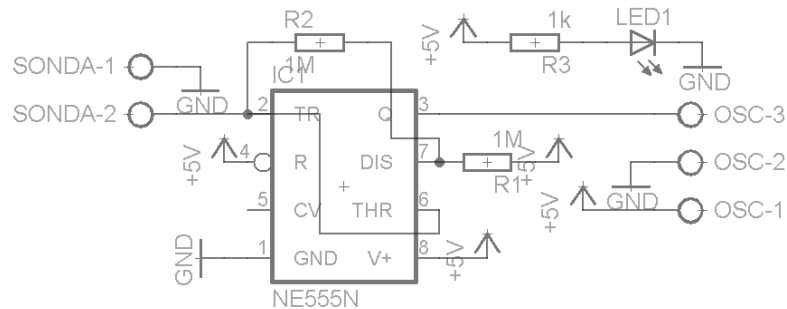 R2
1M
IC1
SONDA-1
GND
SONDA-2
2
TR
Q
3
+5V
4
R
DIS
7
5
CV
THR
6
GND
1
GND
V+
8
+5V
NE555N
+5V
1k
R3
LED1
GND
OSC-3
1M
R1
+5V
OSC-2
GND
+5V
OSC-1